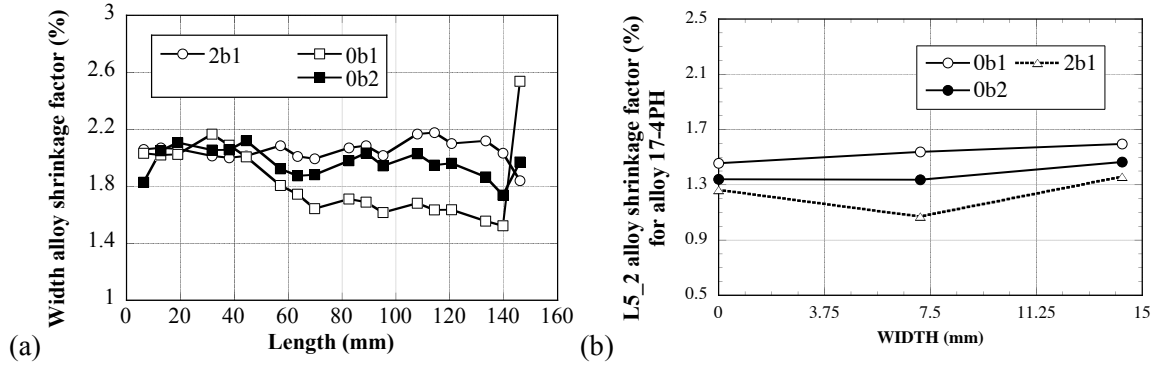 Width alloy shrinkage factor (%)
3
2.6
2.2
1.8
1.4
1
2b1
0b1
0b2
0
20
40
60
80
100
120
140
160
Length (mm)
(a)
L5_2 alloy shrinkage factor (%)
for alloy 17-4PH
2.5
2.1
1.7
1.3
0.9
0.5
0b1
2b1
0b2
0
3.75
7.5
11.25
15
WIDTH (mm)
(b)